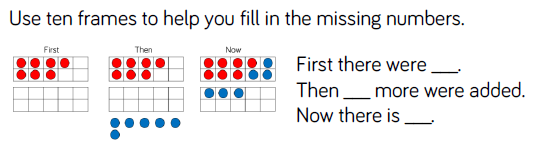 Use ten frames to help you fill in the missing numbers.
First
Then
Now
First there were ___.
Then ___ more were added.
Now there is ___.